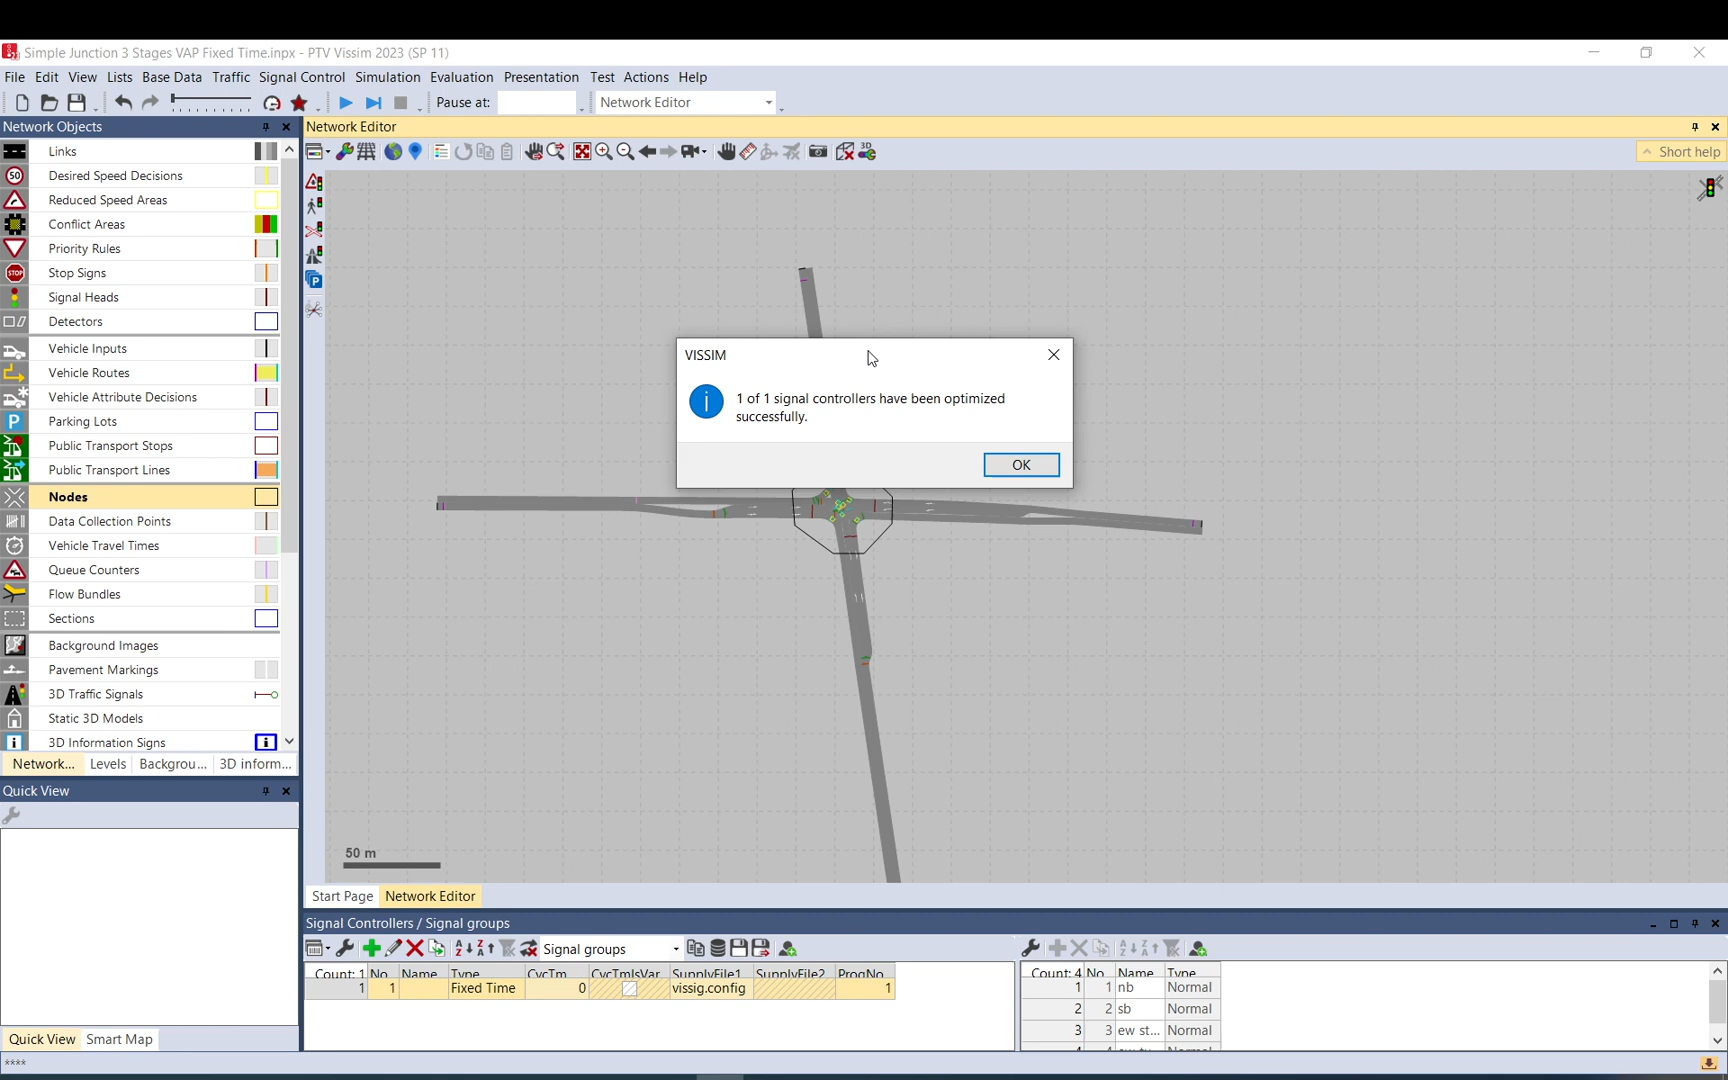 Simple Junction 3 Stages VAP Fixed Time.inpx - PTV Vissim 2023 (SP 11)
File Edit View Lists Base Data Traffic Signal Control Simulation Evaluation Presentation Test Actions Help
Pause at: Network Editor
Network Objects
Network Editor
Links
Short help
50 Desired Speed Decisions
Reduced Speed Areas
Conflict Areas
Priority Rules
STOP Stop Signs
Signal Heads
Detectors
Vehicle Inputs
Vehicle Routes
Vehicle Attribute Decisions
P Parking Lots
Public Transport Stops
Public Transport Lines
Nodes
Data Collection Points
Vehicle Travel Times
Queue Counters
Flow Bundles
Sections
Background Images
Pavement Markings
3D Traffic Signals
Static 3D Models
3D Information Signs
Network... Levels Backgrou... 3D inform...
3D
P
VISSIM
1 of 1 signal controllers have been optimized
successfully.
OK
50 m
Start Page Network Editor
Quick View
Quick View Smart Map
Signal Controllers / Signal groups
Signal groups
Count: 1 No Name Type CycTm CycTmIsVar SupplyFile1 SupplyFile2 ProgNo
1 1 Fixed Time 0 vissig.config 1
Count: 4 No Name Type
1 1 nb Normal
2 2 sb Normal
3 3 ew st... Normal
****